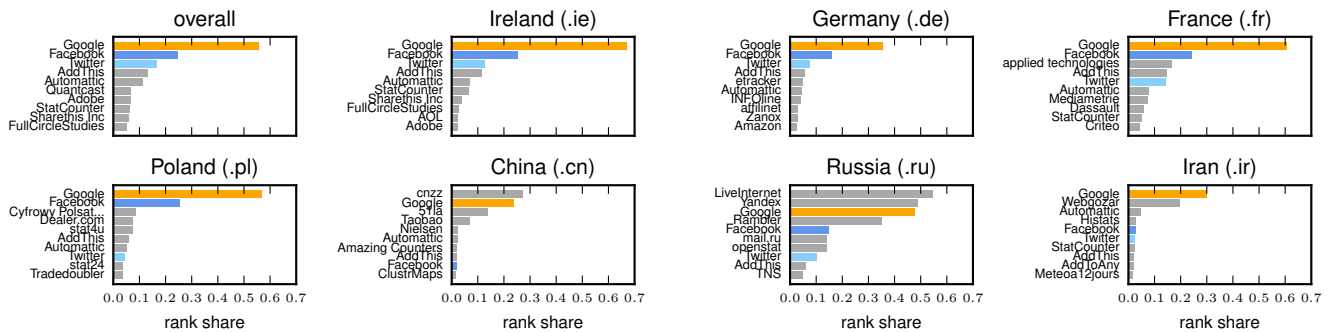 overall
Google
Facebook
Twitter
AddThis
Automattic
Quantcast
Adobe
StatCounter
Sharethis Inc
FullCircleStudies
Ireland (.ie)
Google
Facebook
Twitter
AddThis
Automattic
StatCounter
Sharethis Inc
FullCircleStudies
AOL
Adobe
Germany (.de)
Google
Facebook
Twitter
AddThis
etracker
Automattic
INFOline
affilinet
Zanox
Amazon
France (.fr)
Google
Facebook
applied technologies
AddThis
Twitter
Automattic
Mediametrie
Dassault
StatCounter
Criteo
Poland (.pl)
Google
Facebook
Cyfrowy Polsat...
Dealer.com
stat4u
AddThis
Automattic
Twitter
stat24
Tradedoubler
0.0 0.1 0.2 0.3 0.4 0.5 0.6 0.7
rank share
China (.cn)
cnzz
Google
51la
Taobao
Nielsen
Automattic
Amazing Counters
AddThis
Facebook
ClustrMaps
0.0 0.1 0.2 0.3 0.4 0.5 0.6 0.7
rank share
Russia (.ru)
LiveInternet
Yandex
Google
Rambler
Facebook
mail.ru
openstat
Twitter
AddThis
TNS
0.0 0.1 0.2 0.3 0.4 0.5 0.6 0.7
rank share
Iran (.ir)
Google
Webgozar
Automattic
Histats
Facebook
Twitter
StatCounter
AddThis
AddToAny
Meteoa12jours
0.0 0.1 0.2 0.3 0.4 0.5 0.6 0.7
rank share